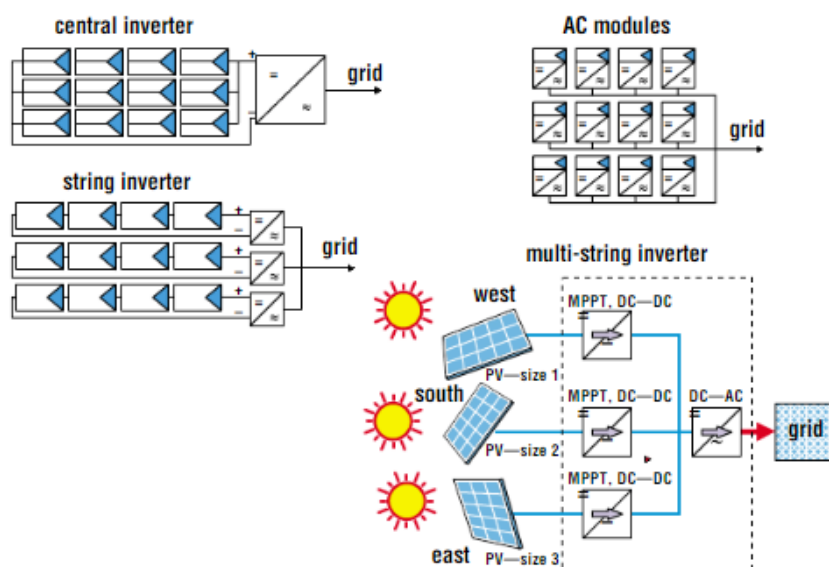 central inverter
+
=
≈
−
grid
AC modules
= ≈ = ≈ = ≈ = ≈
= ≈ = ≈ = ≈ = ≈
= ≈ = ≈ = ≈ = ≈
grid
string inverter
+
−
= ≈
+
−
= ≈
+
−
= ≈
grid
multi-string inverter
west
MPPT, DC—DC
=
=
PV—size 1
south
MPPT, DC—DC
=
=
PV—size 2
DC—AC
=
~
grid
MPPT, DC—DC
=
=
east
PV—size 3